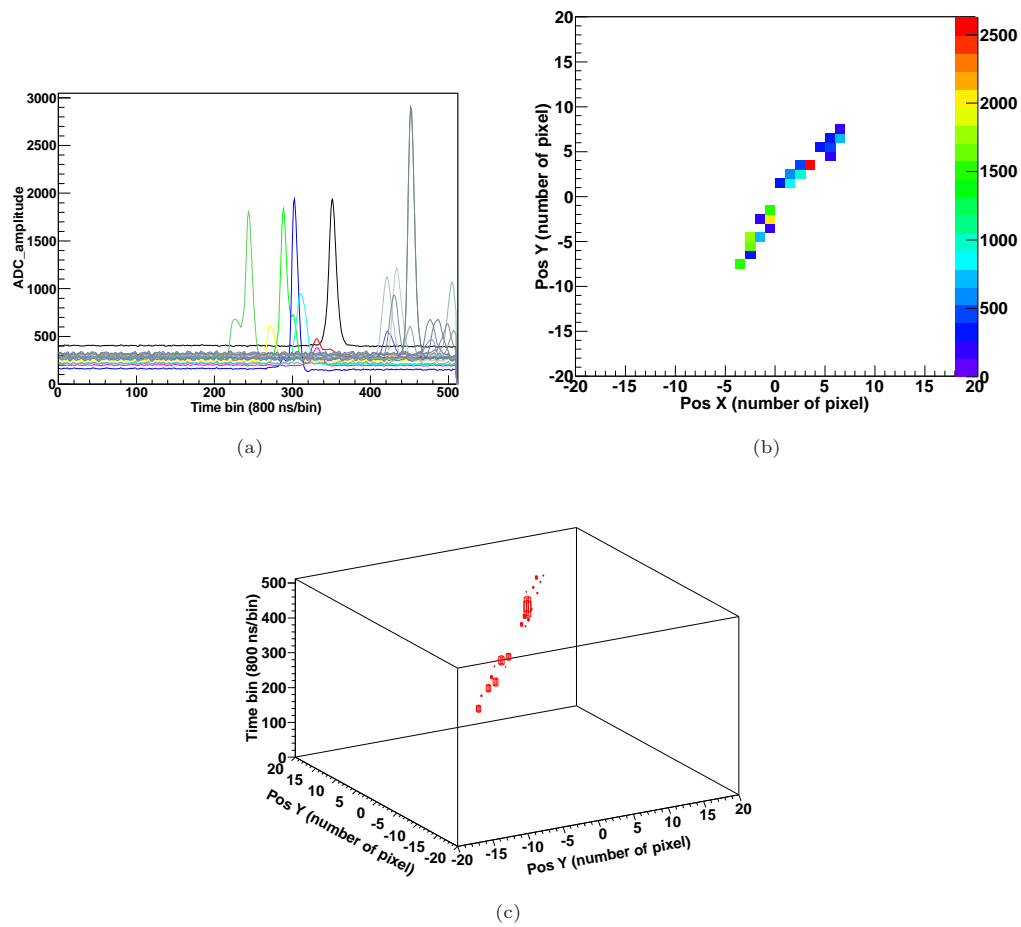 3000
2500
2000
1500
1000
500
0
ADC_amplitude
0 100 200 300 400 500
Time bin (800 ns/bin)
(a)
20
15
10
5
0
-5
-10
-15
-20
Pos Y (number of pixel)
-20 -15 -10 -5 0 5 10 15 20
Pos X (number of pixel)
2500
2000
1500
1000
500
0
(b)
500
400
300
200
100
0
Time bin (800 ns/bin)
20 15 10 5 0 -5 -10 -15 -20
Pos Y (number of pixel)
-20 -15 -10 -5 0 5 10 15 20
Pos Y (number of pixel)
(c)